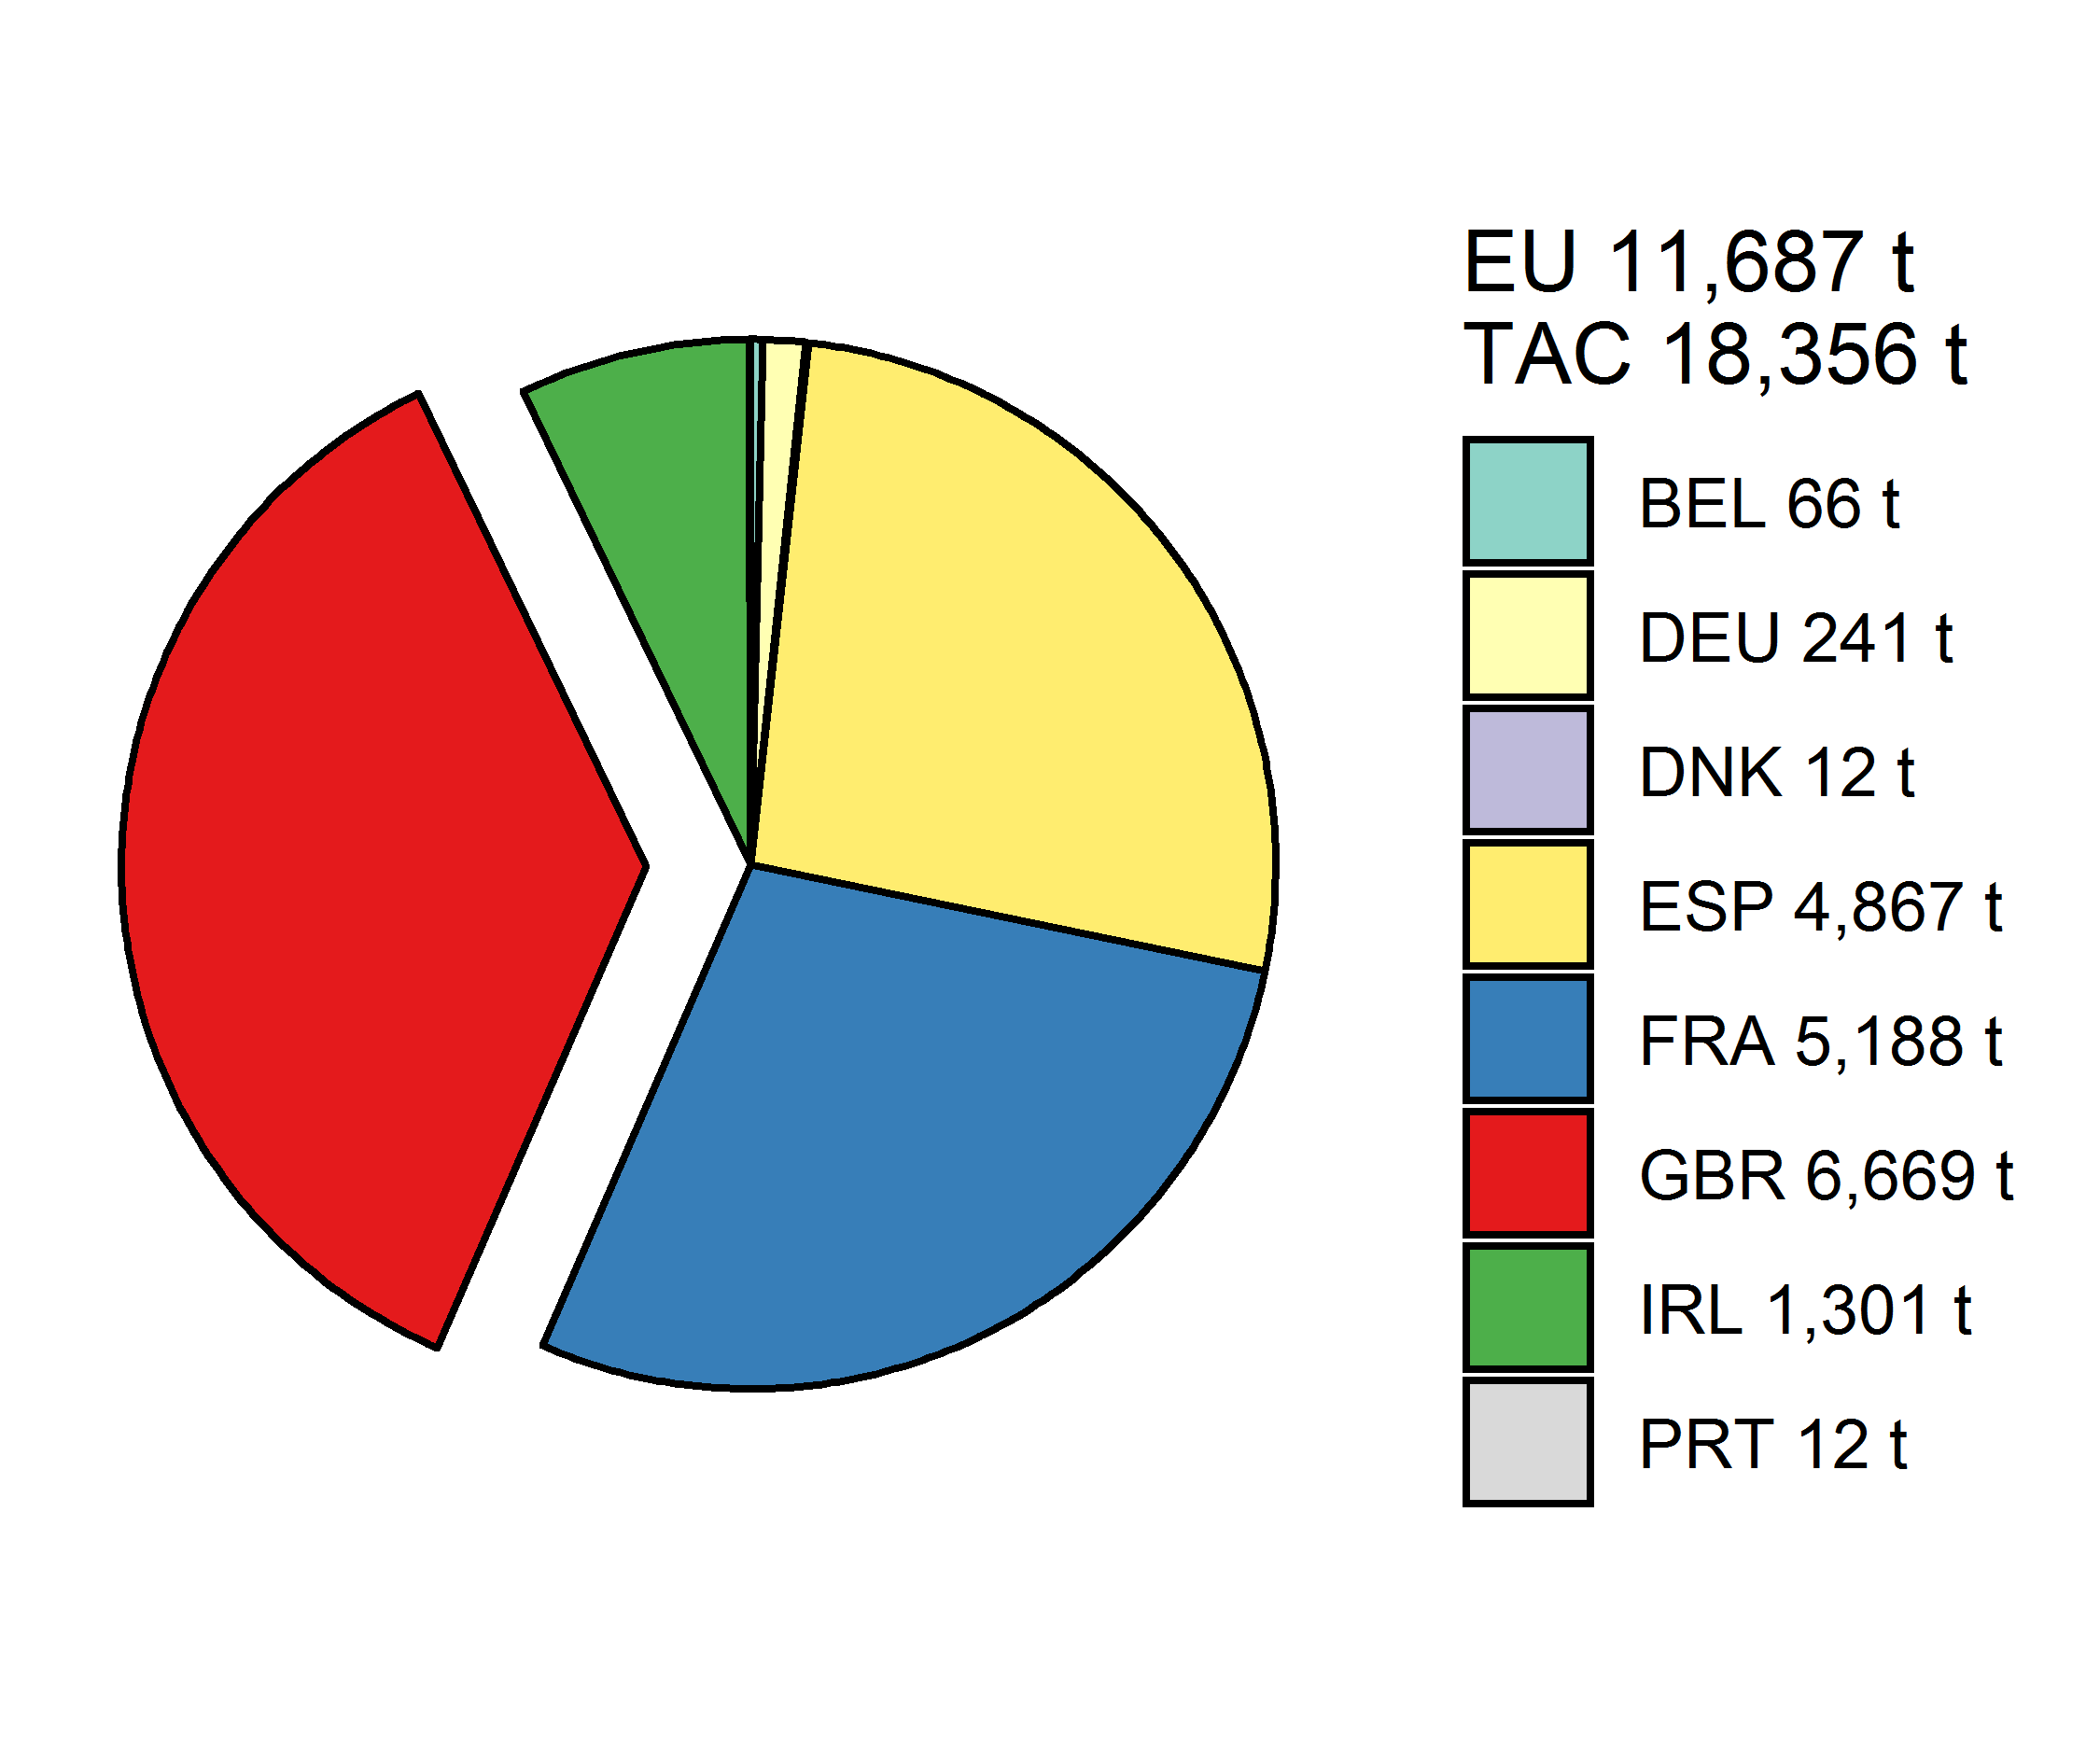 EU 11,687 t
TAC 18,356 t
BEL 66 t
DEU 241 t
DNK 12 t
ESP 4,867 t
FRA 5,188 t
GBR 6,669 t
IRL 1,301 t
PRT 12 t